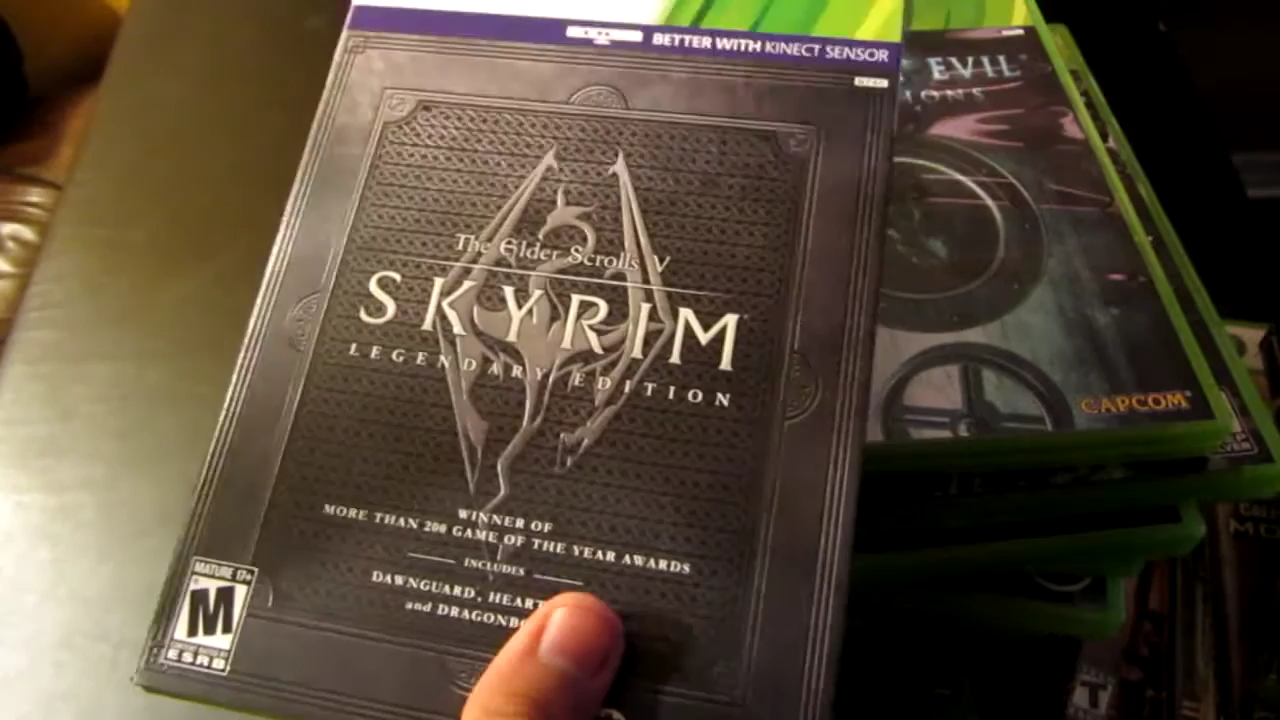 BETTER WITH KINECT SENSOR
The Elder Scrolls V
SKYRIM
LEGENDARY EDITION
WINNER OF
MORE THAN 200 GAME OF THE YEAR AWARDS
INCLUDES
DAWNGUARD, HEART
and DRAGONB
MATURE 17+
M
ESRB
EVIL
IONS
CAPCOM
T